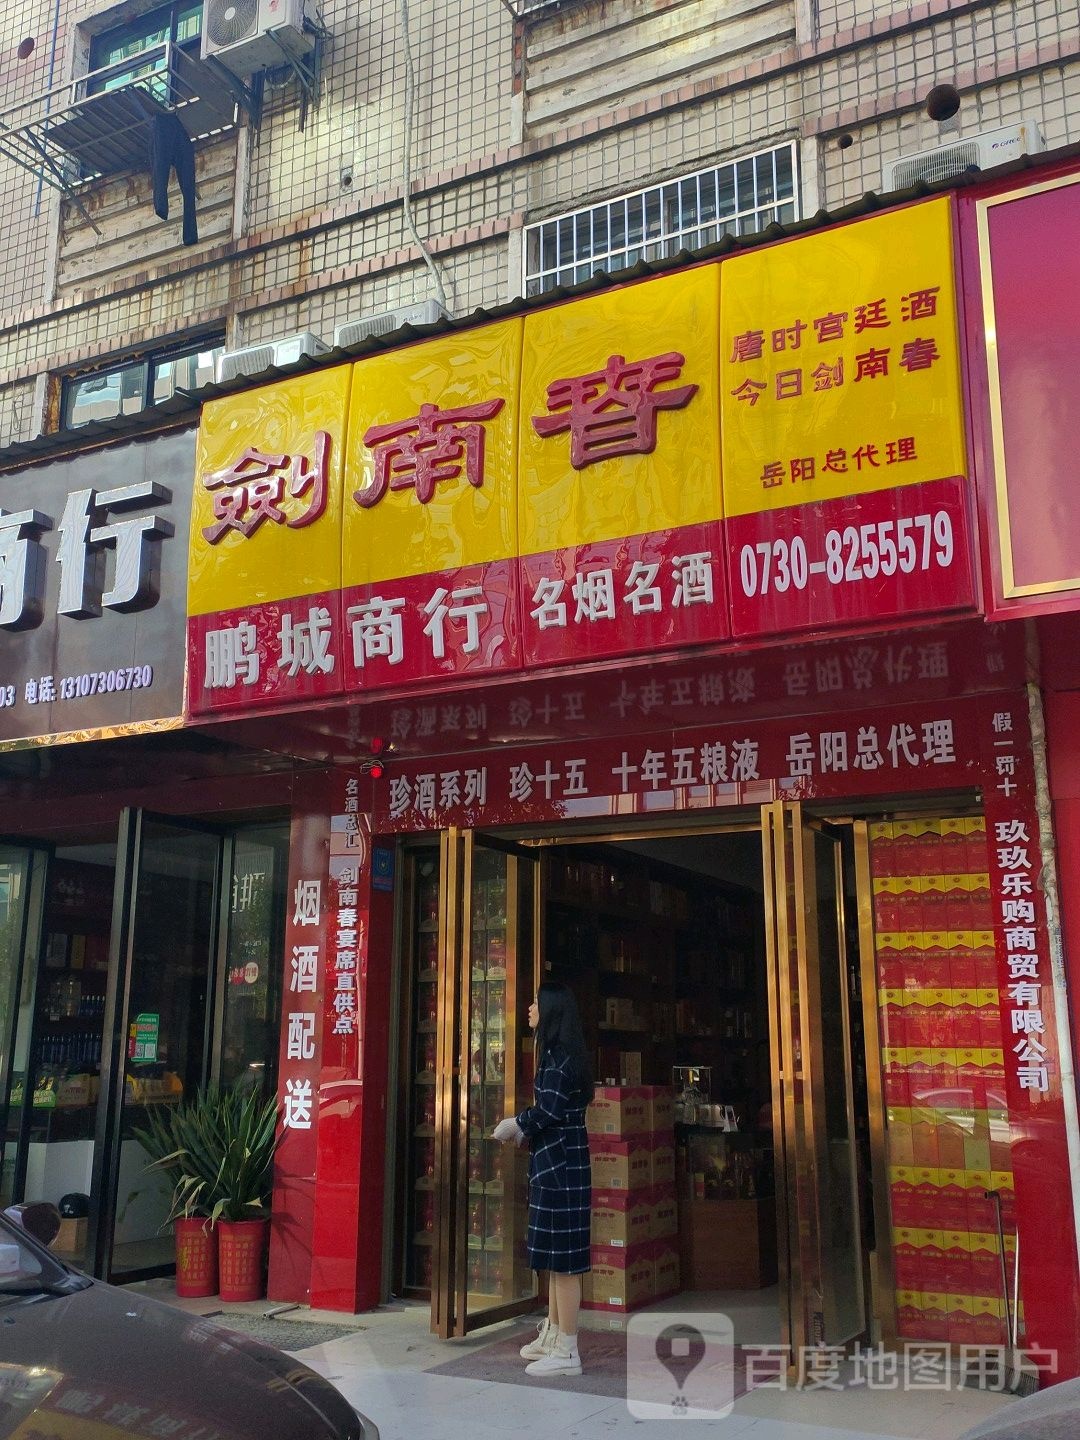 劍南春
唐时宫廷酒
今日剑南春
岳阳总代理
鹏城商行
名烟名酒
0730-8255579
商行
03 电话:13107306730
珍酒系列 珍十五 十年五粮液 岳阳总代理
名酒总汇 剑南春宴席直供点
烟酒配送
假一罚十 玖玖乐购商贸有限公司
GREE
百度地图用户